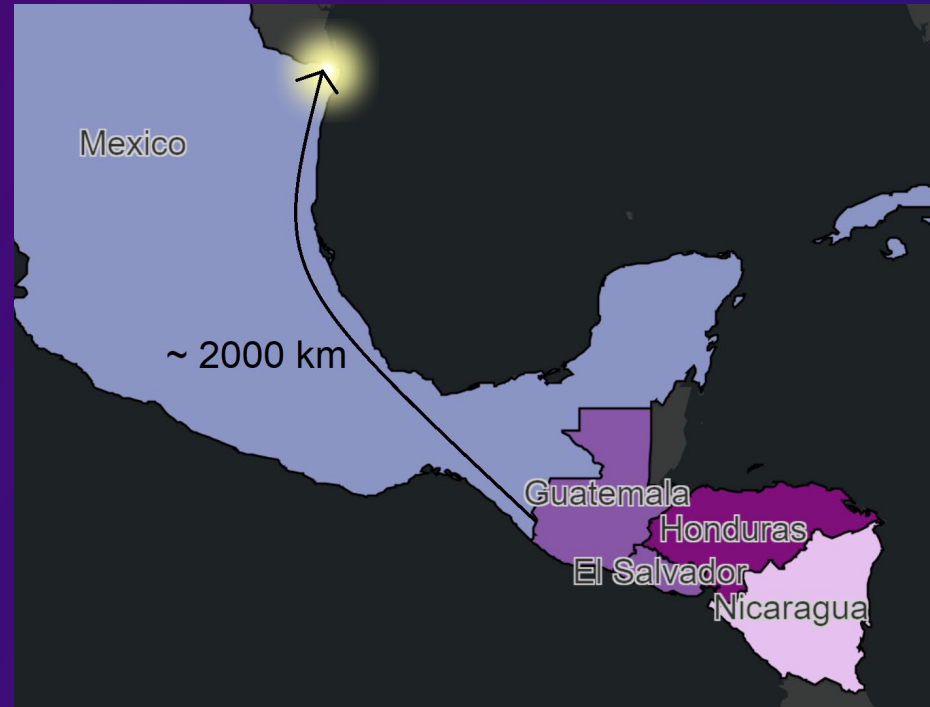 Mexico
~ 2000 km
Guatemala
Honduras
El Salvador
Nicaragua